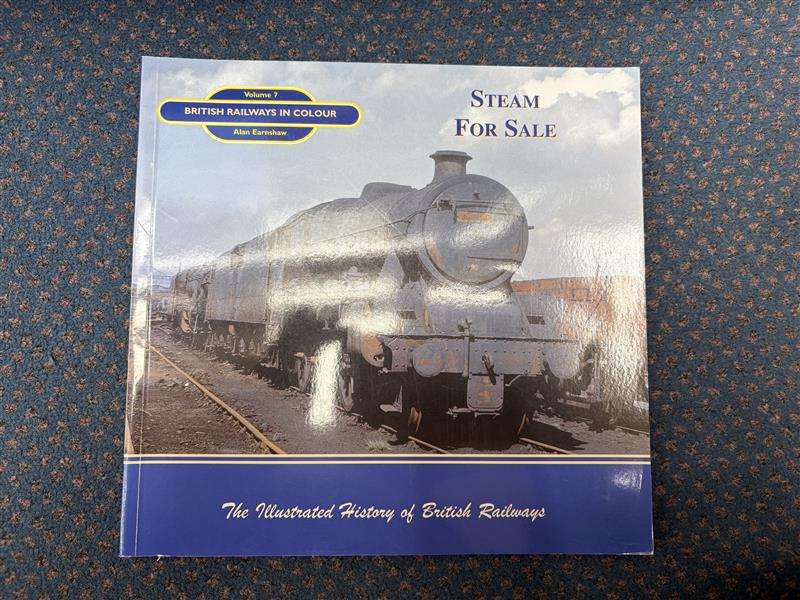 Volume 7
BRITISH RAILWAYS IN COLOUR
Alan Earnshaw
STEAM
FOR SALE
The Illustrated History of British Railways